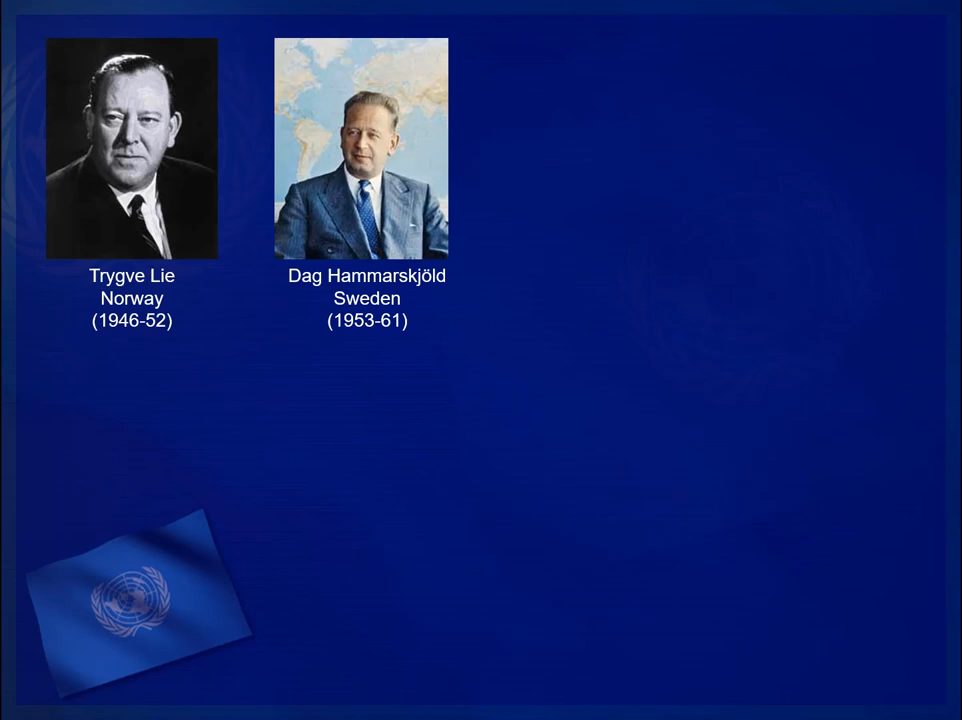 Trygve Lie
Norway
(1946-52)
Dag Hammarskjöld
Sweden
(1953-61)